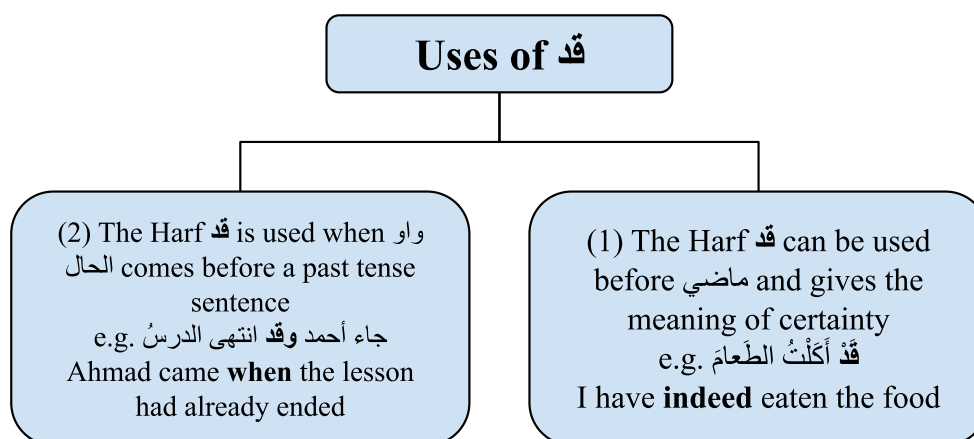 Uses of قد
(1) The Harf قد can be used
before ماضي and gives the
meaning of certainty
e.g. قَدْ أَكَلْتُ الطَعامَ
I have indeed eaten the food
(2) The Harf قد is used when واو
الحال comes before a past tense
sentence
e.g. جاء أحمد وقد انتهى الدرسُ
Ahmad came when the lesson
had already ended